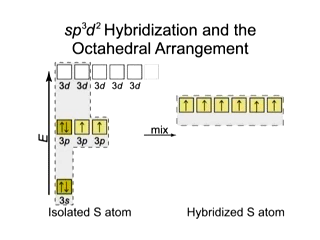 sp³d² Hybridization and the
Octahedral Arrangement
3d 3d 3d 3d 3d
E
3p 3p 3p
mix
3s
Isolated S atom
Hybridized S atom